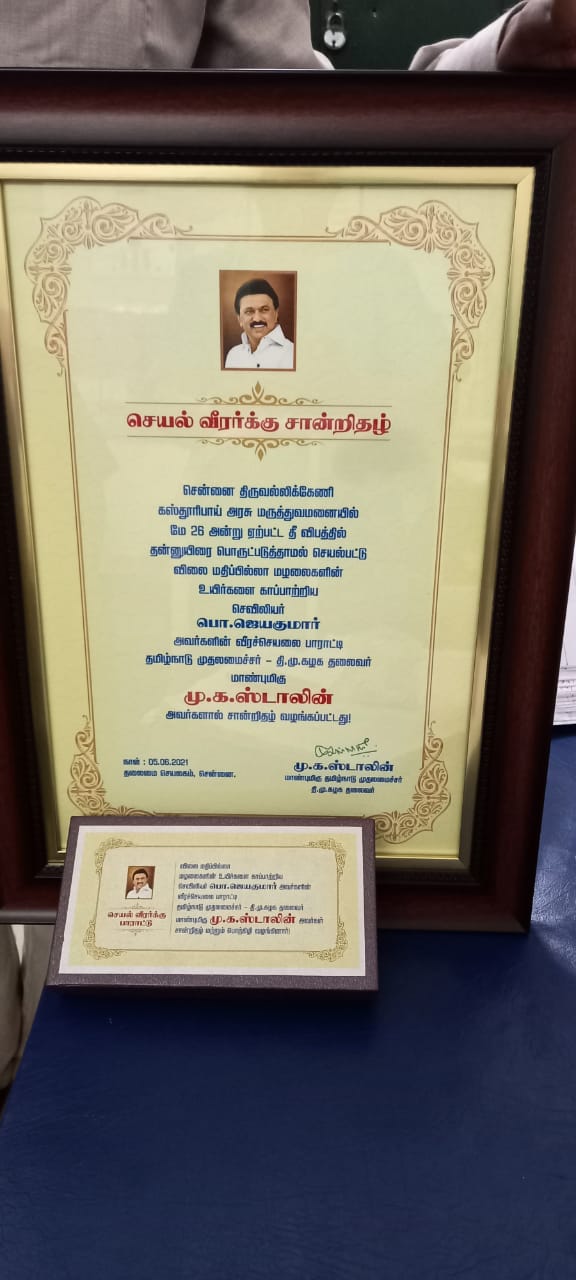 செயல் வீரர்க்கு சான்றிதழ்
சென்னை திருவல்லிக்கேணி
கஸ்தூரிபாய் அரசு மருத்துவமனையில்
மே 26 அன்று ஏற்பட்ட தீ விபத்தில்
தன்னுயிரை பொருட்படுத்தாமல் செயல்பட்டு
விலை மதிப்பில்லா மழலைகளின்
உயிர்களை காப்பாற்றிய
செவிலியர்
பொ.ஜெயகுமார்
அவர்களின் வீரச்செயலை பாராட்டி
தமிழ்நாடு முதலமைச்சர் – தி.மு.கழக தலைவர்
மாண்புமிகு
மு.க.ஸ்டாலின்
அவர்களால் சான்றிதழ் வழங்கப்பட்டது!
நாள் : 05.06.2021
தலைமை செயலகம், சென்னை.
மு.க.ஸ்டாலின்
மாண்புமிகு தமிழ்நாடு முதலமைச்சர்
தி.மு.கழக தலைவர்
செயல் வீரர்க்கு
பாராட்டு
விலை மதிப்பில்லா
மழலைகளின் உயிர்களை காப்பாற்றிய
செவிலியர் பொ.ஜெயகுமார் அவர்களின்
வீரச்செயலை பாராட்டி
தமிழ்நாடு முதலமைச்சர் – தி.மு.கழக தலைவர்
மாண்புமிகு மு.க.ஸ்டாலின் அவர்கள்
சான்றிதழ் மற்றும் பொற்கிழி வழங்கினார்!